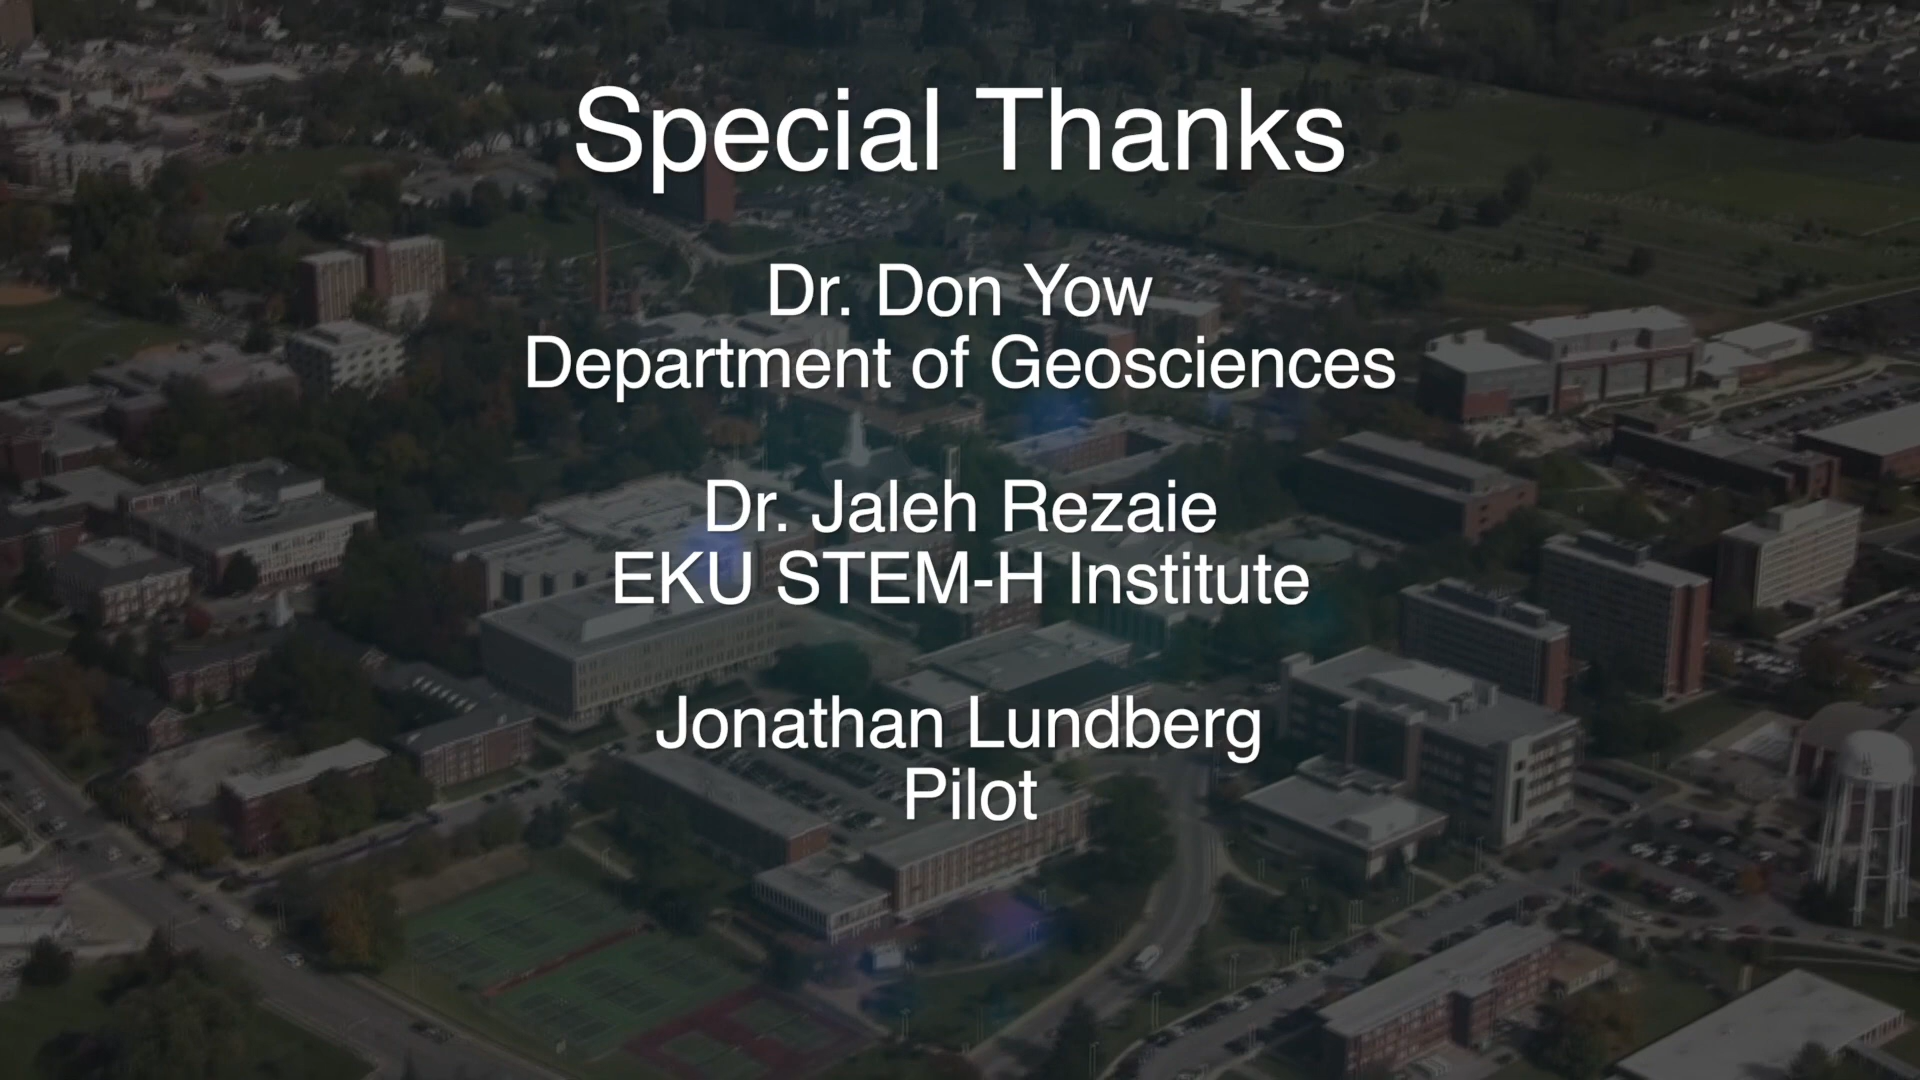 Special Thanks
Dr. Don Yow
Department of Geosciences
Dr. Jaleh Rezaie
EKU STEM-H Institute
Jonathan Lundberg
Pilot